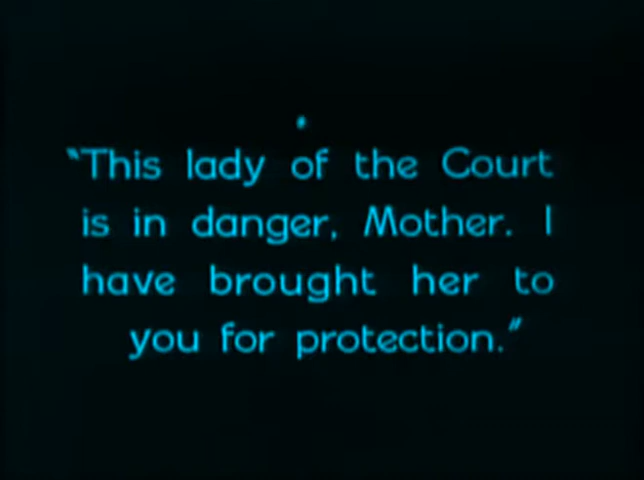 "This lady of the Court
is in danger, Mother. I
have brought her to
you for protection."